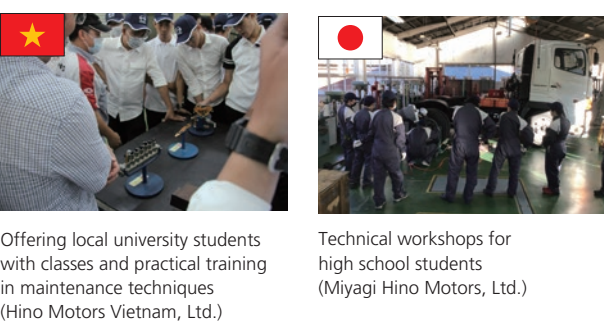 Offering local university students
with classes and practical training
in maintenance techniques
(Hino Motors Vietnam, Ltd.)
Technical workshops for
high school students
(Miyagi Hino Motors, Ltd.)